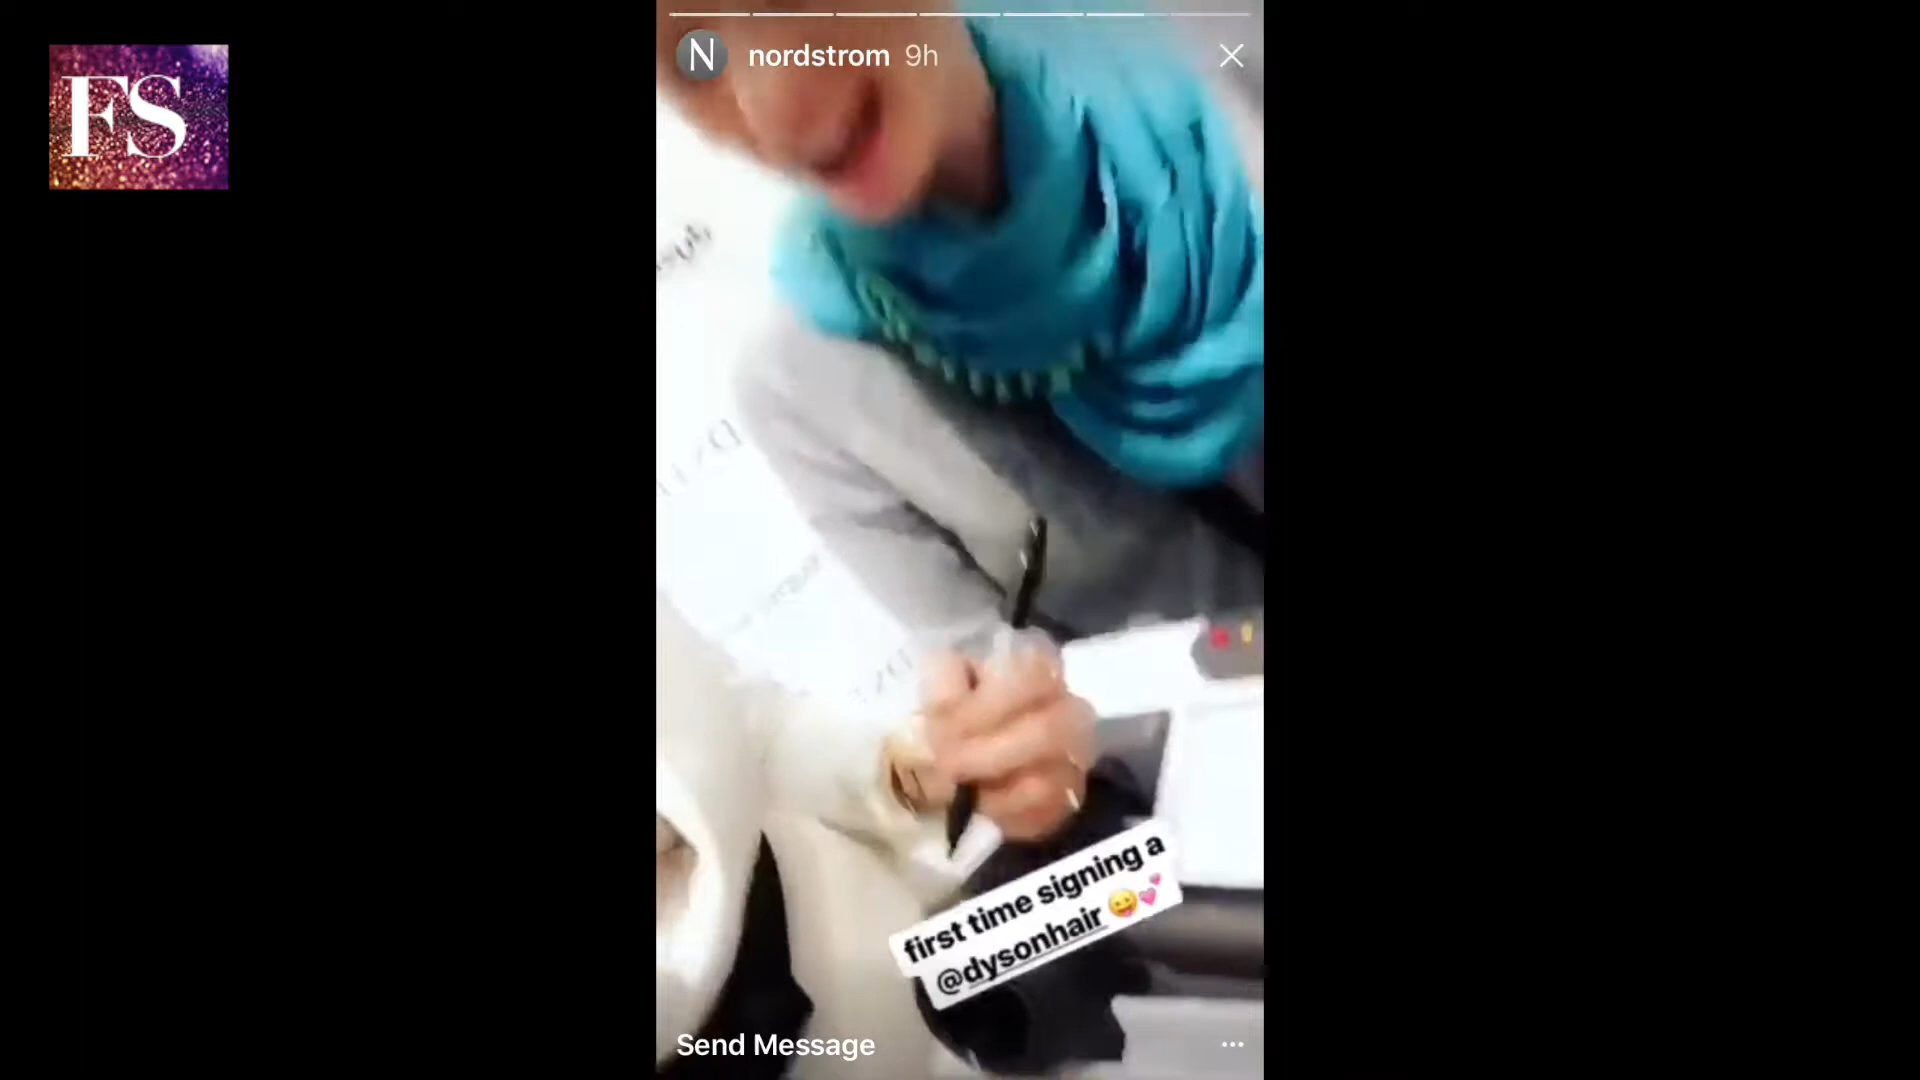 FS
N nordstrom 9h
first time signing a
@dysonhair 😜💕
Send Message